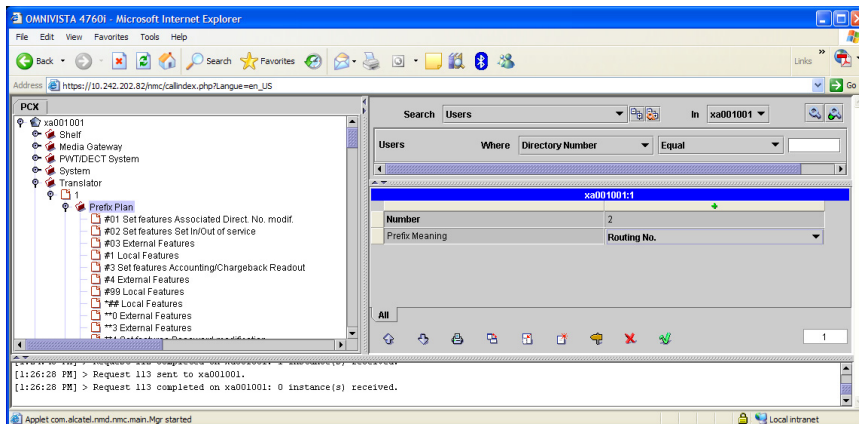 OMNIVISTA 4760i - Microsoft Internet Explorer
File Edit View Favorites Tools Help
Back Search Favorites Links
Address https://10.242.202.82/nmc/callindex.php?Langue=en_US Go
PCX
xa001001
Shelf
Media Gateway
PWT/DECT System
System
Translator
1
Prefix Plan
#01 Set features Associated Direct. No. modif.
#02 Set features Set In/Out of service
#03 External Features
#1 Local Features
#3 Set features Accounting/Chargeback Readout
#4 External Features
#99 Local Features
*## Local Features
**0 External Features
**3 External Features
Search Users In xa001001
Users Where Directory Number Equal
xa001001:1
Number 2
Prefix Meaning Routing No.
All
1
[1:26:28 PM] > Request 113 sent to xa001001.
[1:26:28 PM] > Request 113 completed on xa001001: 0 instance(s) received.
Applet com.alcatel.nmd.nmc.main.Mgr started Local intranet